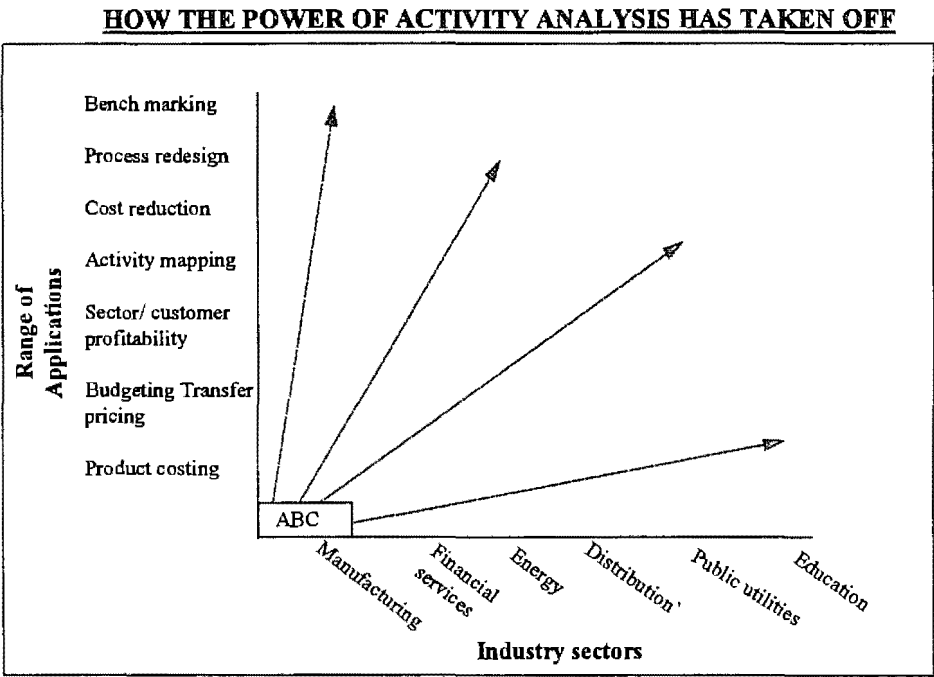 HOW THE POWER OF ACTIVITY ANALYSIS HAS TAKEN OFF
Bench marking
Process redesign
Cost reduction
Activity mapping
Sector/ customer
profitability
Budgeting Transfer
pricing
Product costing
Range of
Applications
ABC
Manufacturing
Financial
services
Energy
Distribution`
Public utilities
Education
Industry sectors